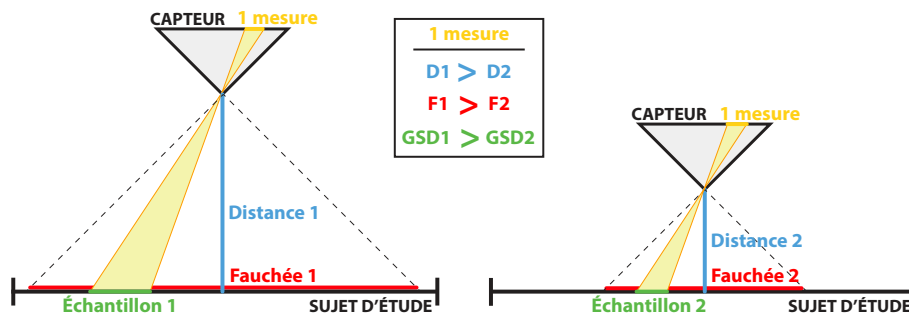 CAPTEUR 1 mesure
Distance 1
Fauchée 1
Échantillon 1 SUJET D’ÉTUDE
1 mesure
D1 > D2
F1 > F2
GSD1 > GSD2
CAPTEUR 1 mesure
Distance 2
Fauchée 2
Échantillon 2 SUJET D’ÉTUDE